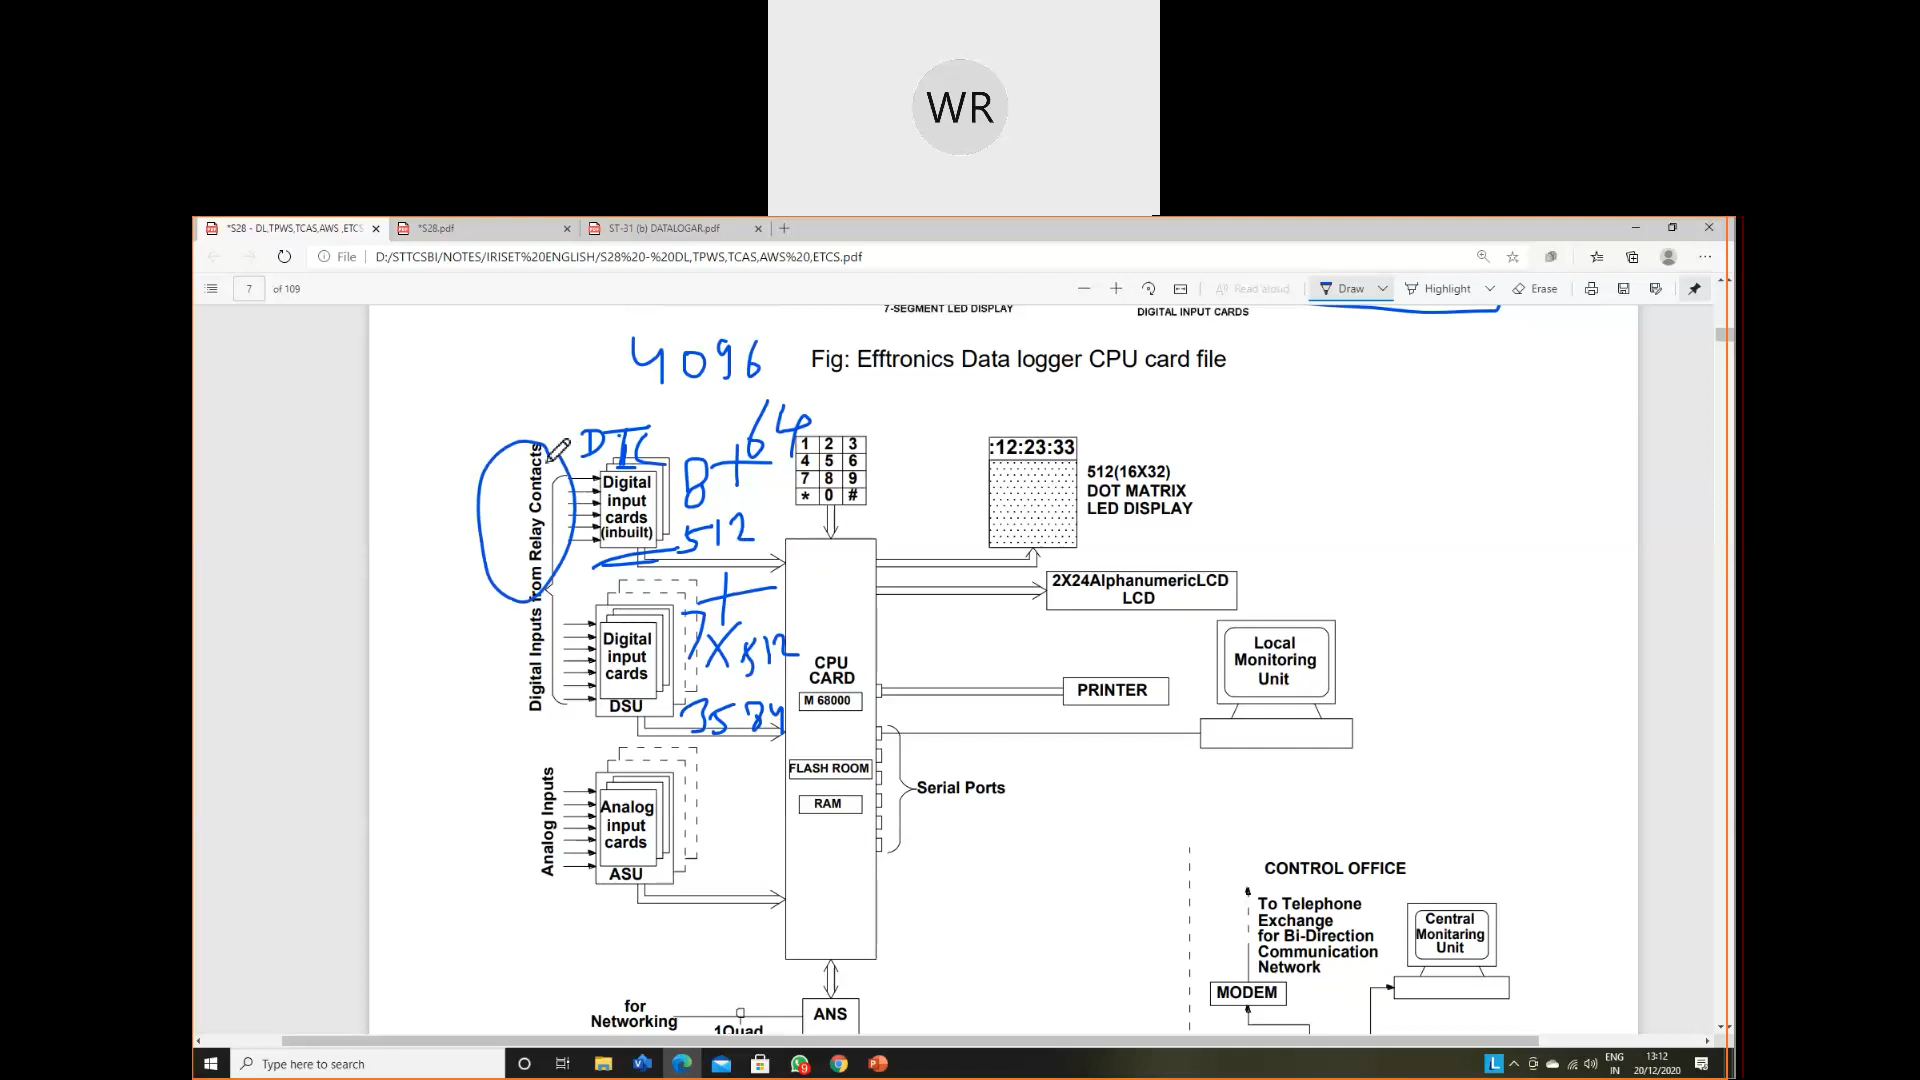 WR
*S28 - DL,TPWS,TCAS,AWS ,ETCS
*S28.pdf
ST-31 (b) DATALOGAR.pdf
File D:/STTCSBI/NOTES/IRISET%20ENGLISH/S28%20-%20DL,TPWS,TCAS,AWS%20,ETCS.pdf
7 of 109
Read aloud
Draw
Highlight
Erase
7-SEGMENT LED DISPLAY
DIGITAL INPUT CARDS
4096
Fig: Efftronics Data logger CPU card file
DIC
64
Digital Inputs from Relay Contacts
Digital
input
cards
(inbuilt)
512
1 2 3
4 5 6
7 8 9
* 0 #
:12:23:33
512(16X32)
DOT MATRIX
LED DISPLAY
2X24AlphanumericLCD
LCD
+
7X512
3584
Digital
input
cards
DSU
CPU
CARD
M 68000
FLASH ROOM
RAM
Local
Monitoring
Unit
PRINTER
Serial Ports
Analog Inputs
Analog
input
cards
ASU
CONTROL OFFICE
To Telephone
Exchange
for Bi-Direction
Communication
Network
Central
Monitaring
Unit
MODEM
for
Networking
1Quad
ANS
Type here to search
9
L
ENG
IN
13:12
20/12/2020